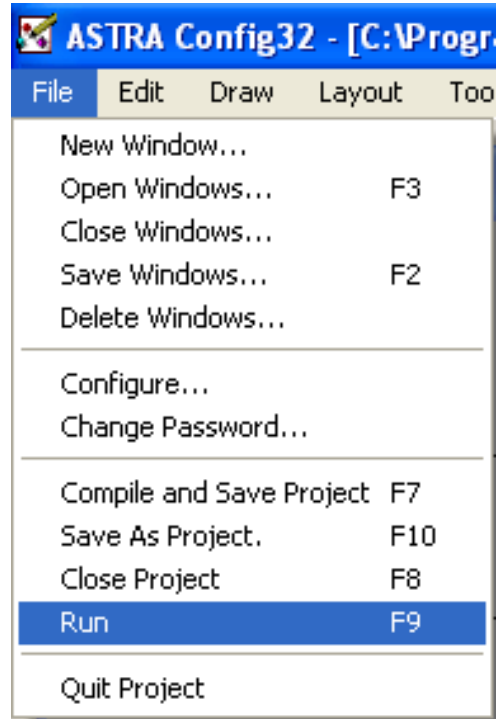 ASTRA Config32 - [C:\Progr
File Edit Draw Layout Too
New Window...
Open Windows... F3
Close Windows...
Save Windows... F2
Delete Windows...
Configure...
Change Password...
Compile and Save Project F7
Save As Project. F10
Close Project F8
Run F9
Quit Project